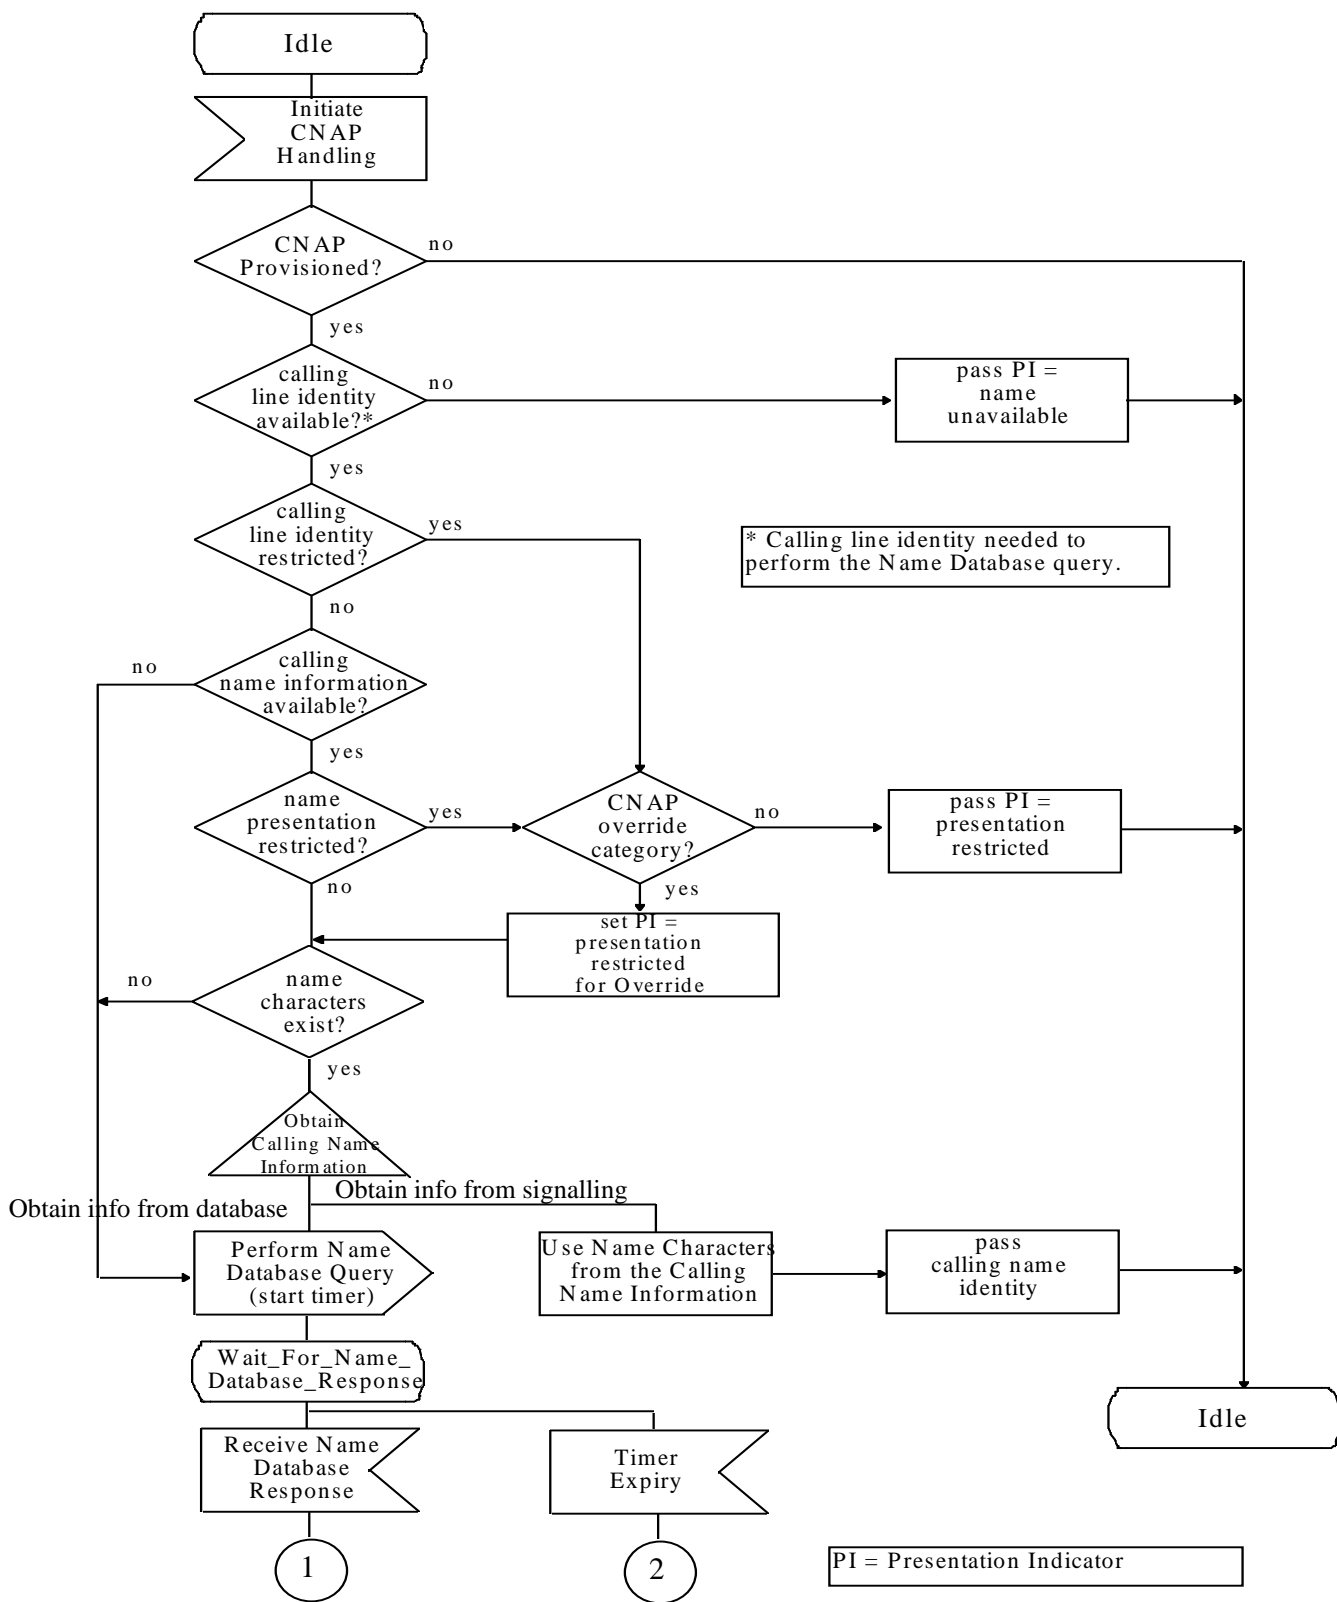 Idle
Initiate
CNAP
Handling
CNAP
Provisioned?
no
yes
calling
line identity
available?*
no
pass PI =
name
unavailable
yes
calling
line identity
restricted?
yes
* Calling line identity needed to
perform the Name Database query.
no
calling
name information
available?
no
yes
name
presentation
restricted?
yes
CNAP
override
category?
no
pass PI =
presentation
restricted
no
yes
set PI =
presentation
restricted
for Override
name
characters
exist?
no
yes
Obtain
Calling Name
Information
Obtain info from signalling
Obtain info from database
Perform Name
Database Query
(start timer)
Use Name Characters
from the Calling
Name Information
pass
calling name
identity
Wait_For_Name_
Database_Response
Idle
Receive Name
Database
Response
Timer
Expiry
1
2
PI = Presentation Indicator